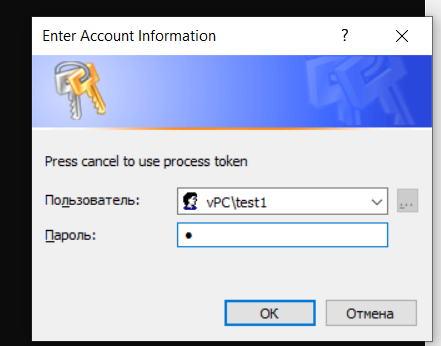 Enter Account Information
?
Press cancel to use process token
Пользователь:
vPC\test1
...
Пароль:
●
OK
Отмена